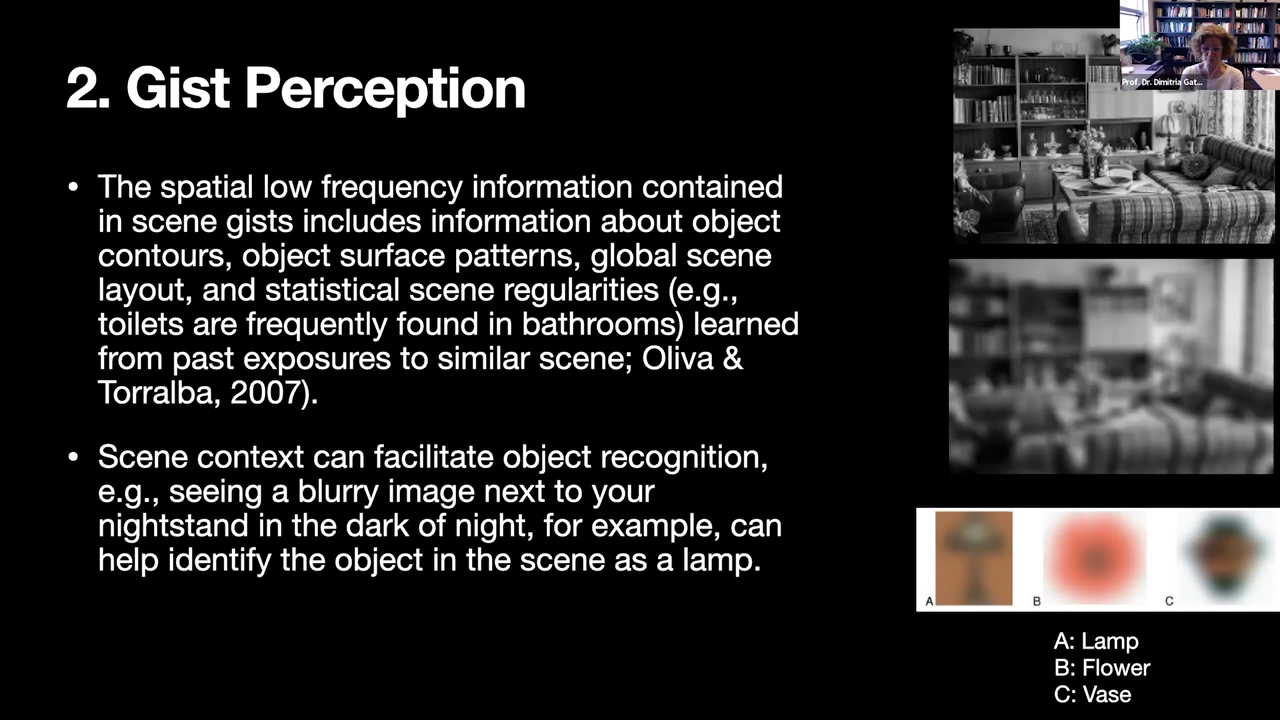 2. Gist Perception
• The spatial low frequency information contained
in scene gists includes information about object
contours, object surface patterns, global scene
layout, and statistical scene regularities (e.g.,
toilets are frequently found in bathrooms) learned
from past exposures to similar scene; Oliva &
Torralba, 2007).
• Scene context can facilitate object recognition,
e.g., seeing a blurry image next to your
nightstand in the dark of night, for example, can
help identify the object in the scene as a lamp.
Prof. Dr. Dimitria Gat...
A B C
A: Lamp
B: Flower
C: Vase